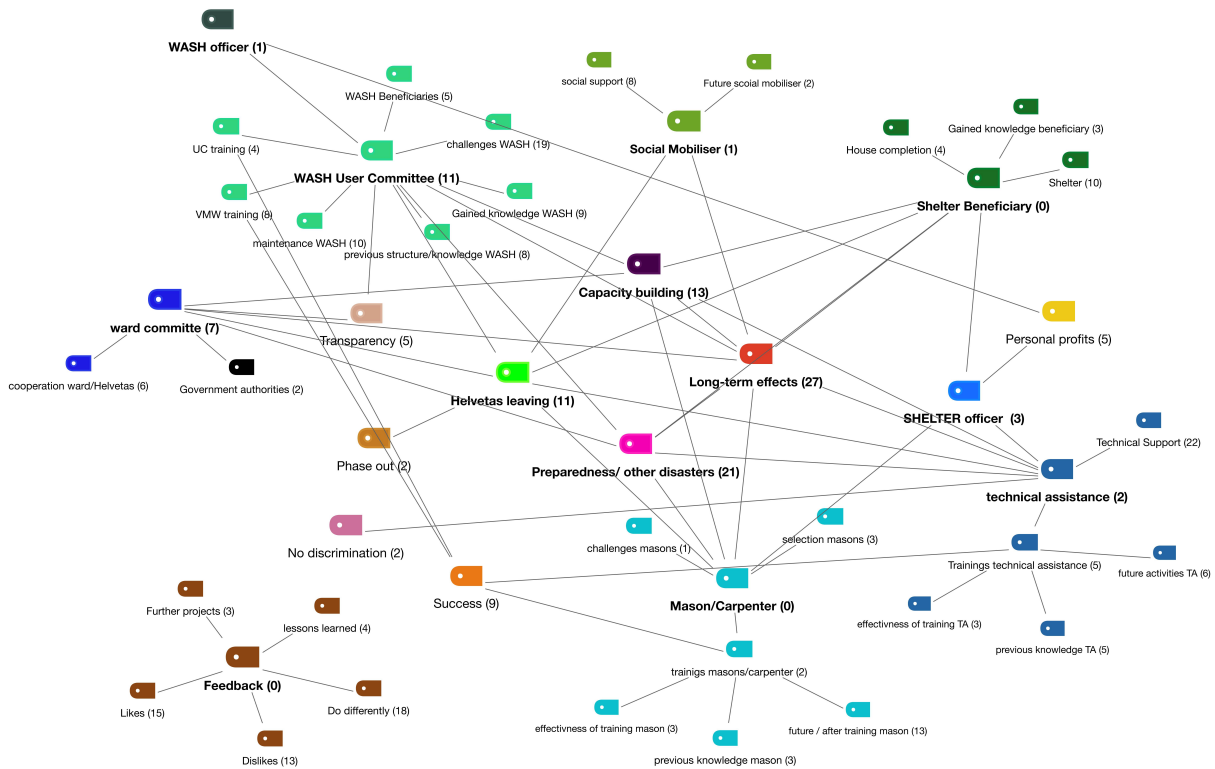 WASH officer (1)
social support (8)
Future scoial mobiliser (2)
WASH Beneficiaries (5)
Gained knowledge beneficiary (3)
UC training (4)
challenges WASH (19)
Social Mobiliser (1)
House completion (4)
WASH User Committee (11)
Shelter (10)
VMW training (8)
Gained knowledge WASH (9)
Shelter Beneficiary (0)
maintenance WASH (10)
previous structure/knowledge WASH (8)
Capacity building (13)
ward committe (7)
Transparency (5)
Personal profits (5)
cooperation ward/Helvetas (6)
Government authorities (2)
Long-term effects (27)
Helvetas leaving (11)
SHELTER officer (3)
Technical Support (22)
Phase out (2)
Preparedness/ other disasters (21)
technical assistance (2)
No discrimination (2)
challenges masons (1)
selection mason (3)
Trainings technical assistance (5)
future activities TA (6)
Success (9)
Mason/Carpenter (0)
Further projects (3)
lessons learned (4)
effectivness of training TA (3)
previous knowledge TA (5)
trainigs masons/carpenter (2)
Feedback (0)
Likes (15)
Do differently (18)
effectivness of training mason (3)
future / after training mason (13)
Dislikes (13)
previous knowledge mason (3)